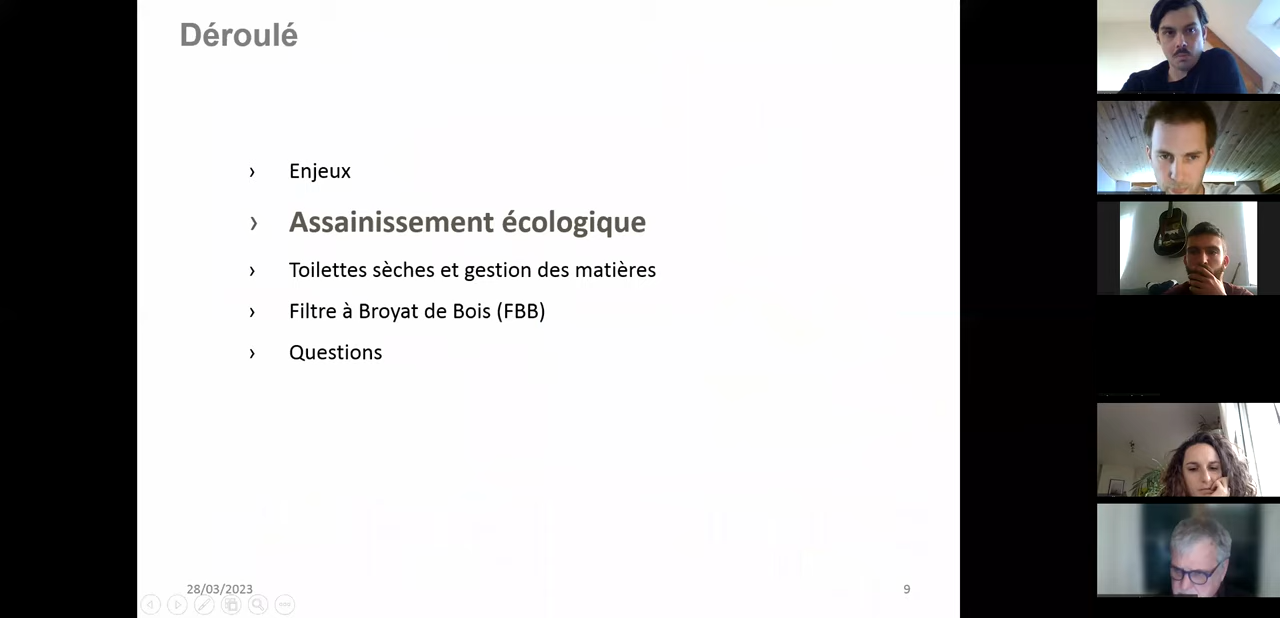 Déroulé
› Enjeux
› Assainissement écologique
› Toilettes sèches et gestion des matières
› Filtre à Broyat de Bois (FBB)
› Questions
28/03/2023
9